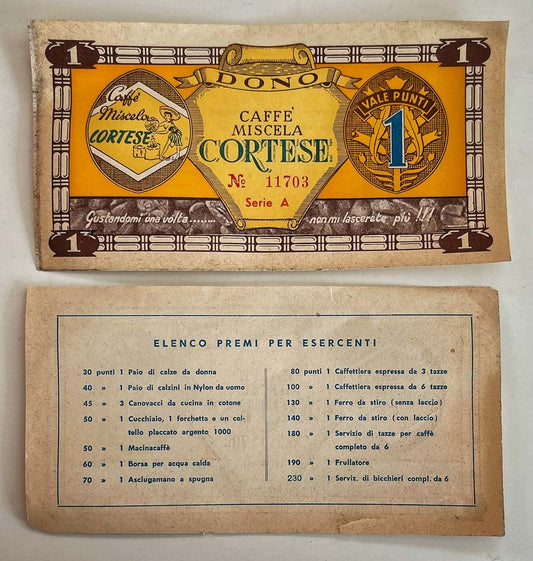 1
1
DONO
Caffè
Miscela
CORTESE
CAFFE'
MISCELA
CORTESE
No 11703
Serie A
VALE PUNTI
1
Gustandomi una volta....... non mi lascerete più !!!
1
1
ELENCO PREMI PER ESERCENTI
30 punti 1 Paio di calze da donna
40 » 1 Paio di calzini in Nylon da uomo
45 » 3 Canovacci da cucina in cotone
50 » 1 Cucchiaio, 1 forchetta e un col-
tello placcato argento 1000
50 » 1 Macinacaffè
60 » 1 Borsa per acqua calda
70 » 1 Asciugamano a spugna
80 punti 1 Caffettiera espressa da 3 tazze
100 » 1 Caffettiera espressa da 6 tazze
130 » 1 Ferro da stiro (senza laccio)
140 » 1 Ferro da stiro (con laccio)
180 » 1 Servizio di tazze per caffè
completo da 6
190 » 1 Frullatore
230 » 1 Serviz. di bicchieri compl. da 6